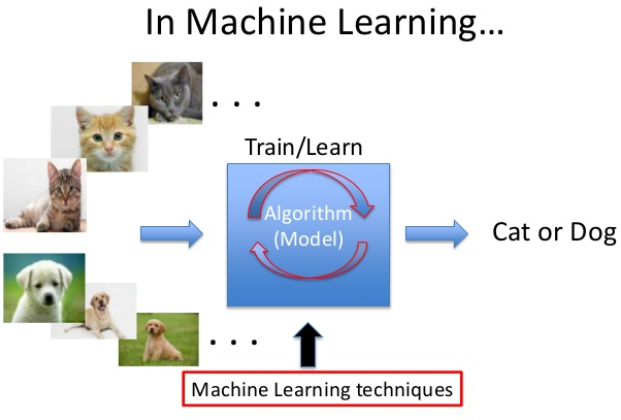 In Machine Learning...
. . .
Train/Learn
Algorithm
(Model)
Cat or Dog
. . .
Machine Learning techniques